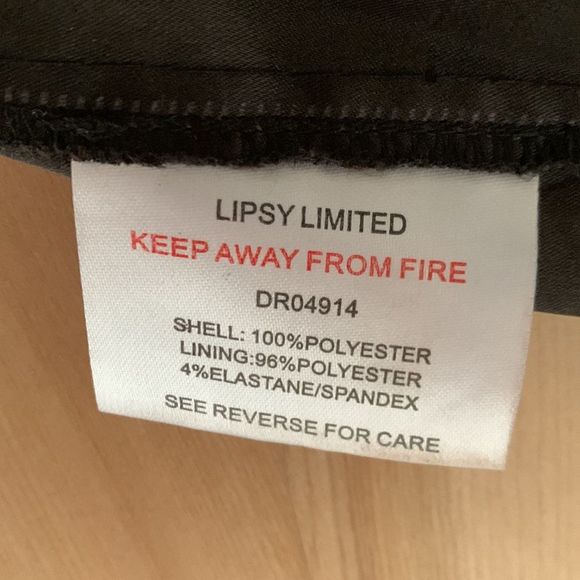 LIPSY LIMITED
KEEP AWAY FROM FIRE
DR04914
SHELL: 100%POLYESTER
LINING:96%POLYESTER
4%ELASTANE/SPANDEX
SEE REVERSE FOR CARE